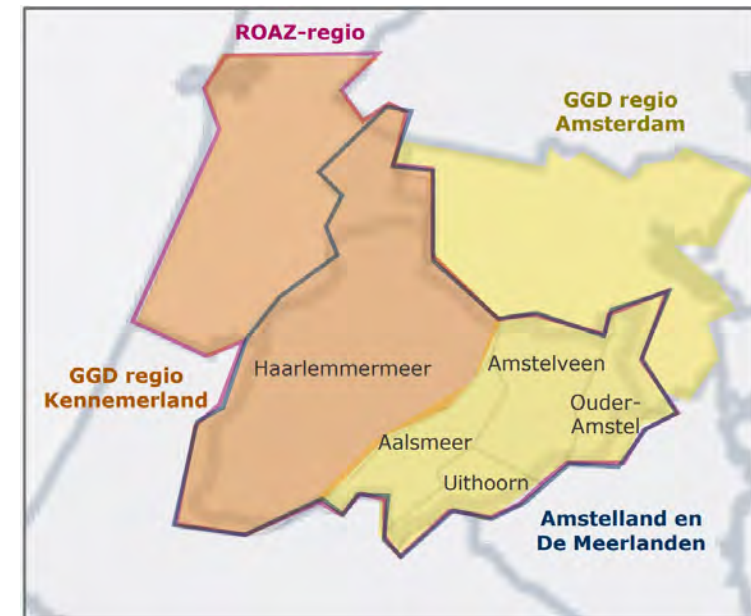 ROAZ-regio
GGD regio
Amsterdam
Haarlemmermeer
Amstelveen
GGD regio
Kennemerland
Ouder-
Amstel
Aalsmeer
Uithoorn
Amstelland en
De Meerlanden